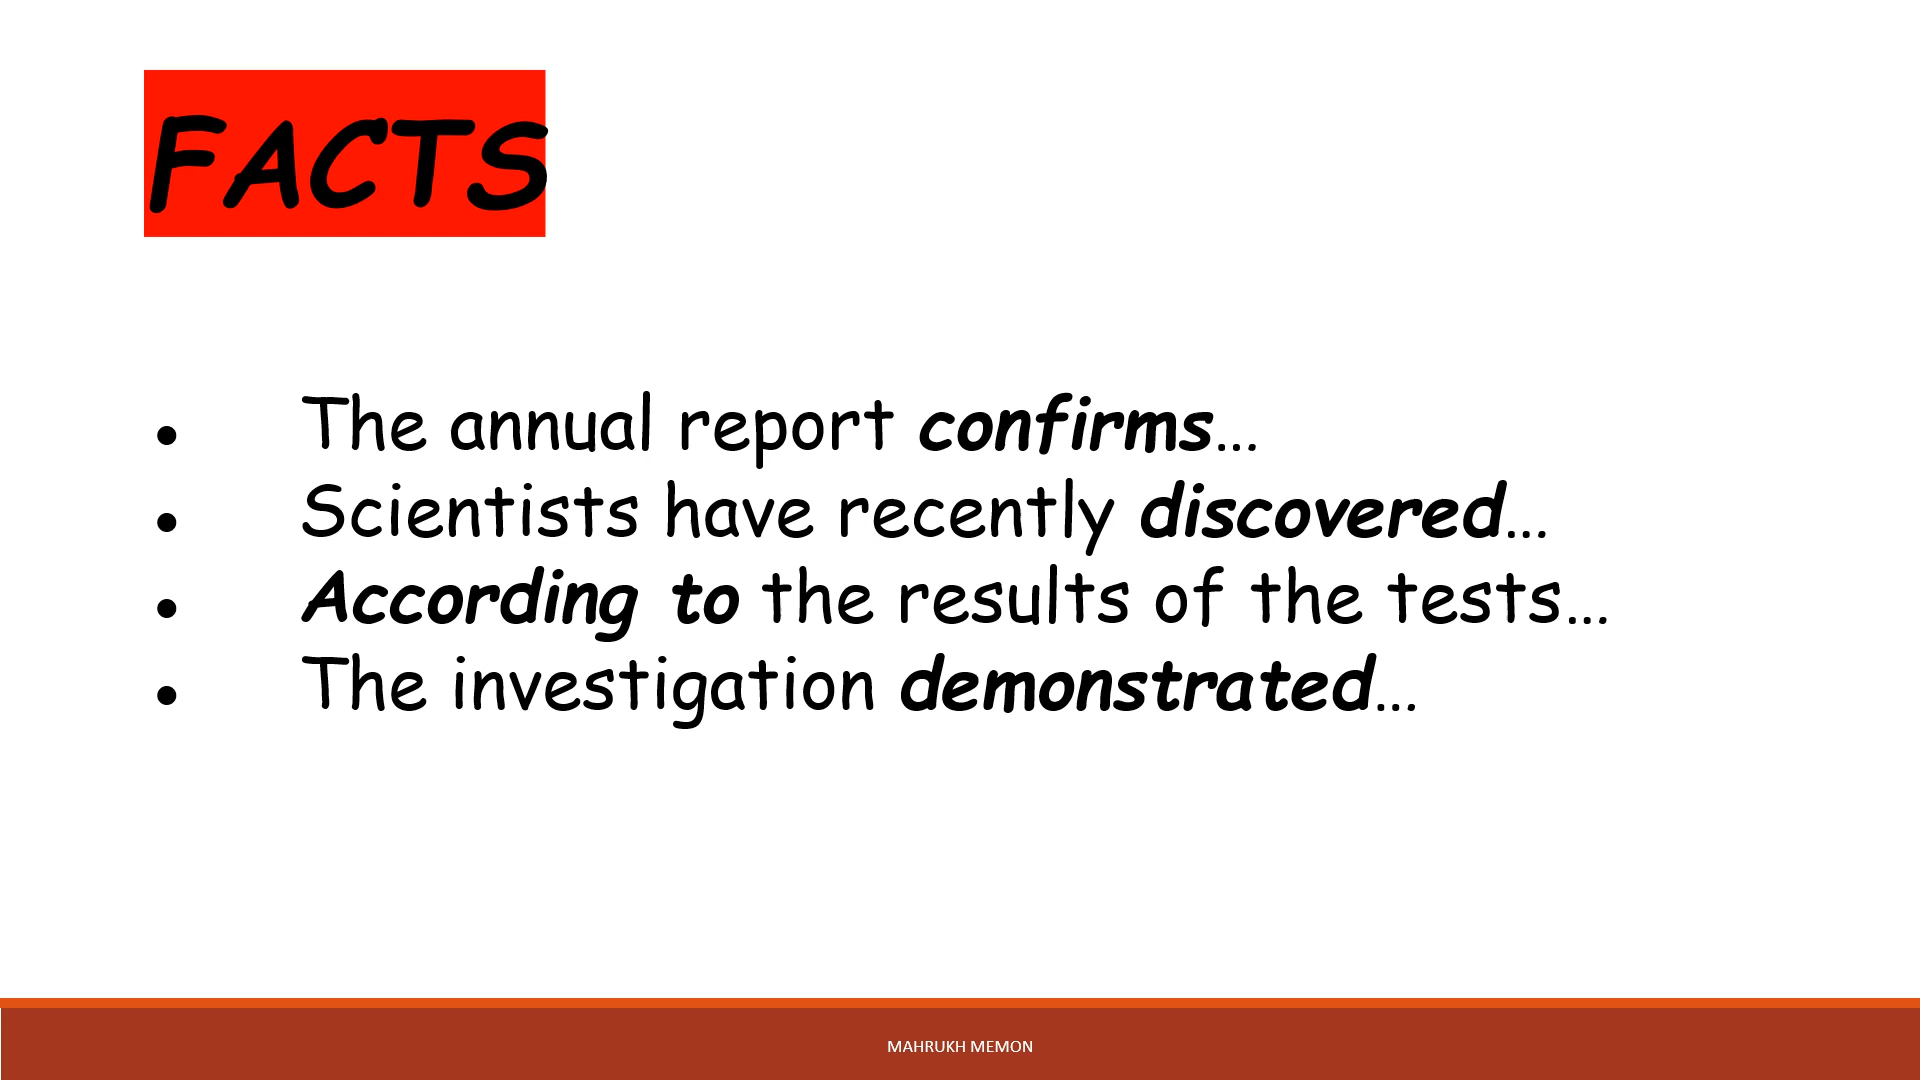 FACTS
● The annual report confirms…
● Scientists have recently discovered…
● According to the results of the tests…
● The investigation demonstrated…
MAHRUKH MEMON